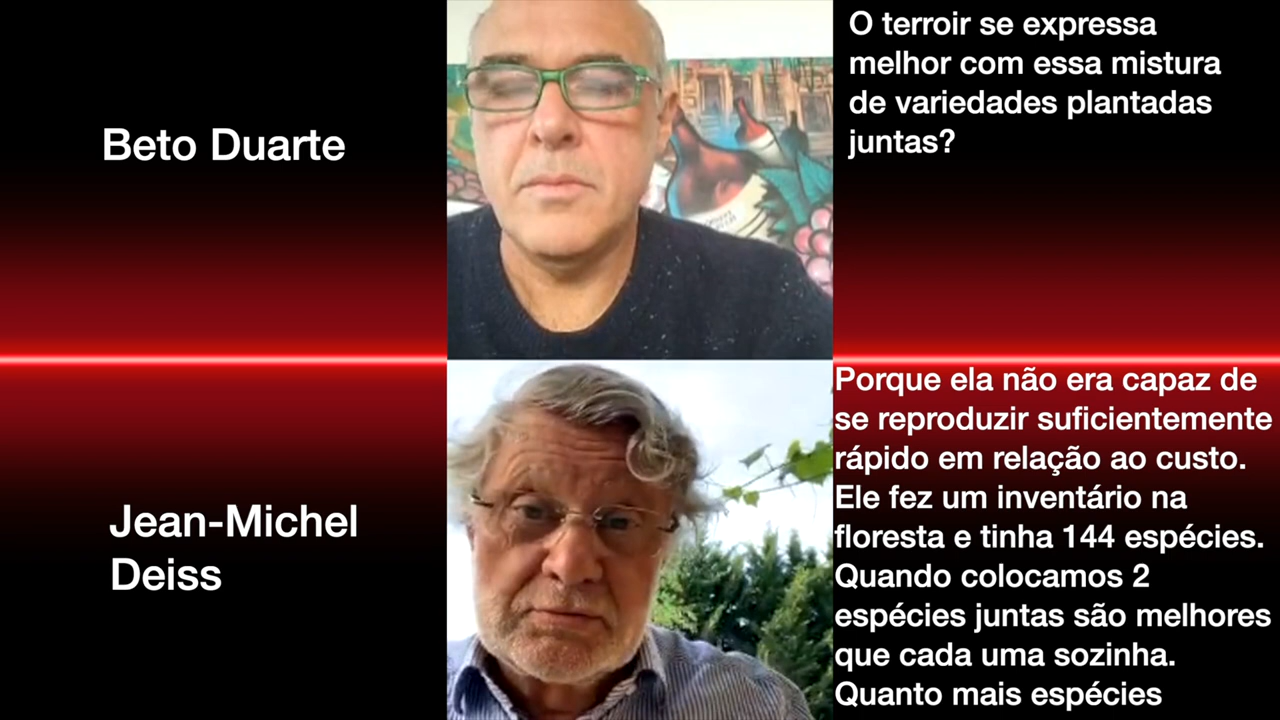 Beto Duarte
O terroir se expressa
melhor com essa mistura
de variedades plantadas
juntas?
Jean-Michel
Deiss
Porque ela não era capaz de
se reproduzir suficientemente
rápido em relação ao custo.
Ele fez um inventário na
floresta e tinha 144 espécies.
Quando colocamos 2
espécies juntas são melhores
que cada uma sozinha.
Quanto mais espécies